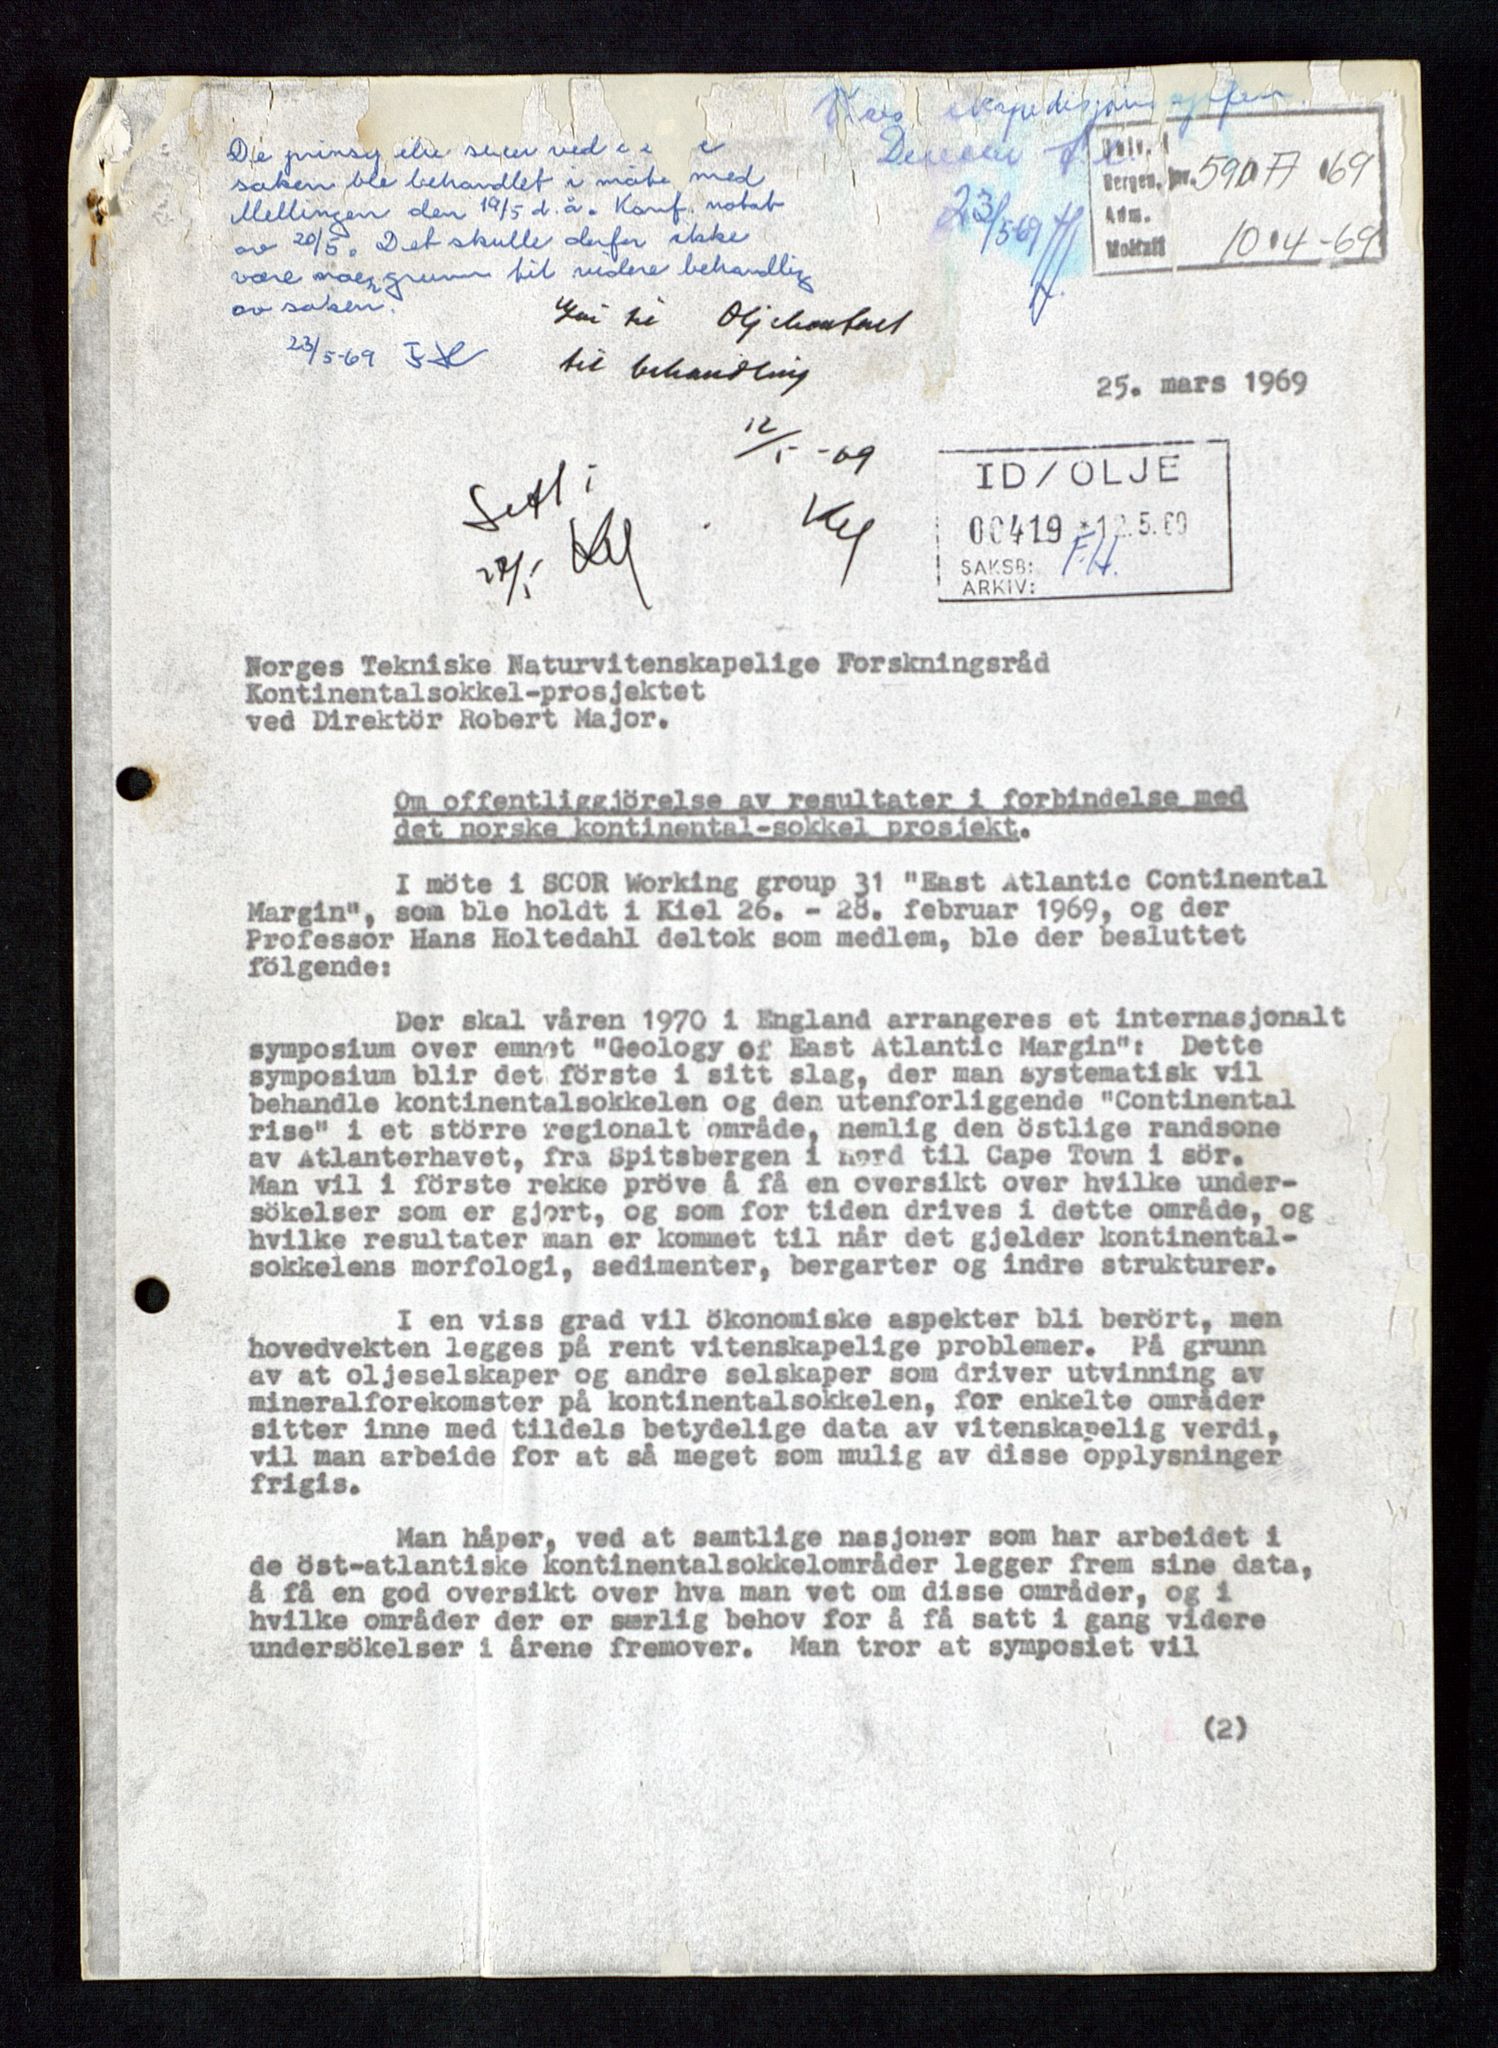 saken ble behandlet i møte med
Mellingen den 19/5 d.å. Konf. notat
av 20/5. Det skulle derfor ikke
være noen grunn til videre behandling
av saken.
23/5-69 FH
23/5-69
Univ. i
Bergen, Jnr. 590 A 69
Adm.
Mottatt 10.4-69
til Oljekontoret
til behandling
12/5-69
Sett
25. mars 1969
ID/OLJE
00419 *12.5.69
SAKSB: F.H.
ARKIV:
Norges Tekniske Naturvitenskapelige Forskningsråd
Kontinentalsokkel-prosjektet
ved Direktör Robert Major.
Om offentliggjörelse av resultater i forbindelse med
det norske kontinental-sokkel prosjekt.
I möte i SCOR Working group 31 "East Atlantic Continental
Margin", som ble holdt i Kiel 26. - 28. februar 1969, og der
Professor Hans Holtedahl deltok som medlem, ble der besluttet
fölgende:
Der skal våren 1970 i England arrangeres et internasjonalt
symposium over emnet "Geology of East Atlantic Margin": Dette
symposium blir det förste i sitt slag, der man systematisk vil
behandle kontinentalsokkelen og den utenforliggende "Continental
rise" i et större regionalt område, nemlig den östlige randsone
av Atlanterhavet, fra Spitsbergen i nord til Cape Town i sör.
Man vil i förste rekke pröve å få en oversikt over hvilke under-
sökelser som er gjort, og som for tiden drives i dette område, og
hvilke resultater man er kommet til når det gjelder kontinental-
sokkelens morfologi, sedimenter, bergarter og indre strukturer.
I en viss grad vil ökonomiske aspekter bli berört, men
hovedvekten legges på rent vitenskapelige problemer. På grunn
av at oljeselskaper og andre selskaper som driver utvinning av
mineralforekomster på kontinentalsokkelen, for enkelte områder
sitter inne med tildels betydelige data av vitenskapelig verdi,
vil man arbeide for at så meget som mulig av disse opplysninger
frigis.
Man håper, ved at samtlige nasjoner som har arbeidet i
de öst-atlantiske kontinentalsokkelområder legger frem sine data,
å få en god oversikt over hva man vet om disse områder, og i
hvilke områder der er særlig behov for å få satt i gang videre
undersökelser i årene fremover. Man tror at symposiet vil
(2)